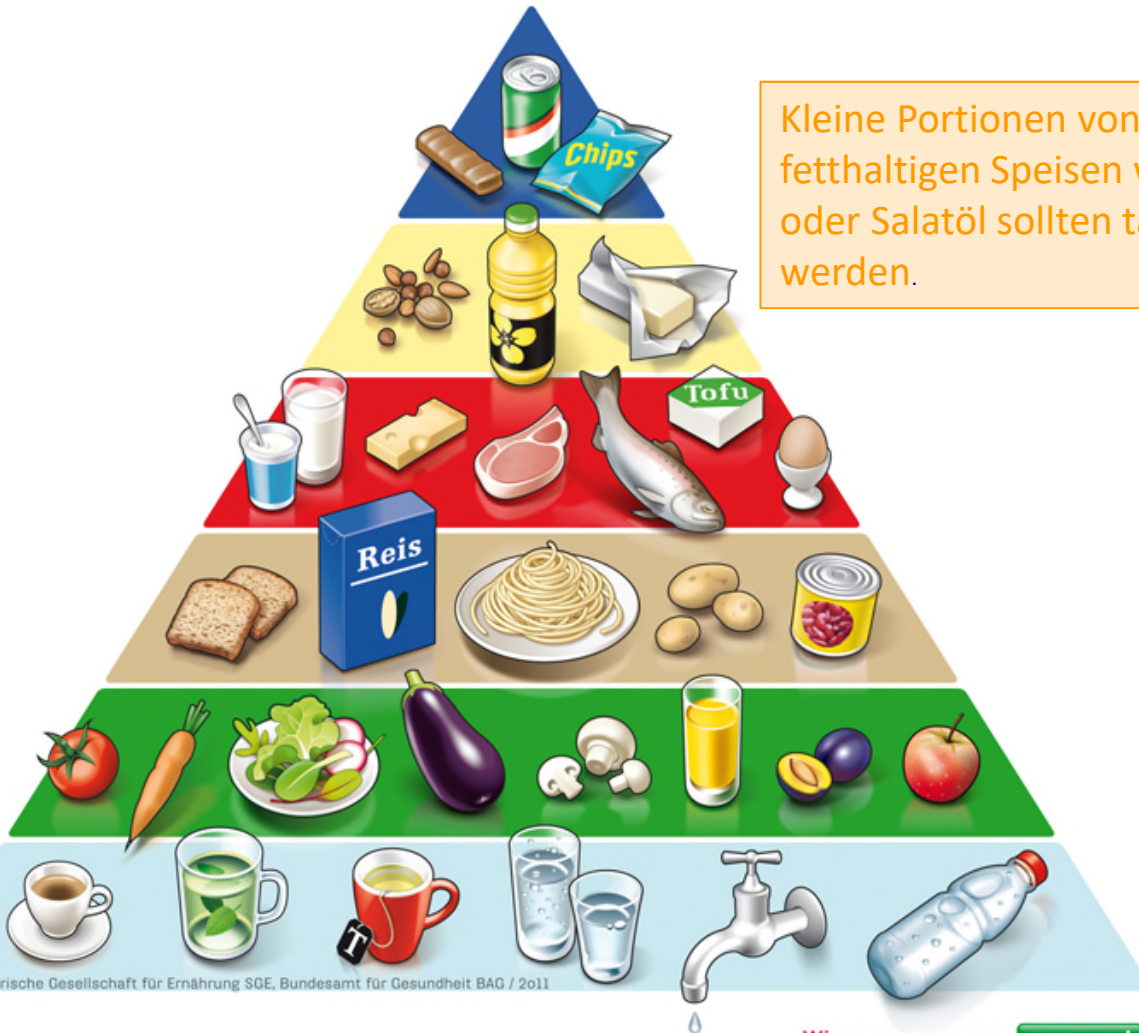 Chips
Kleine Portionen von
fetthaltigen Speisen
oder Salatöl sollten
werden.
Tofu
Reis
T
Gesellschaft für Ernährung SGE, Bundesamt für Gesundheit BAG / 2011